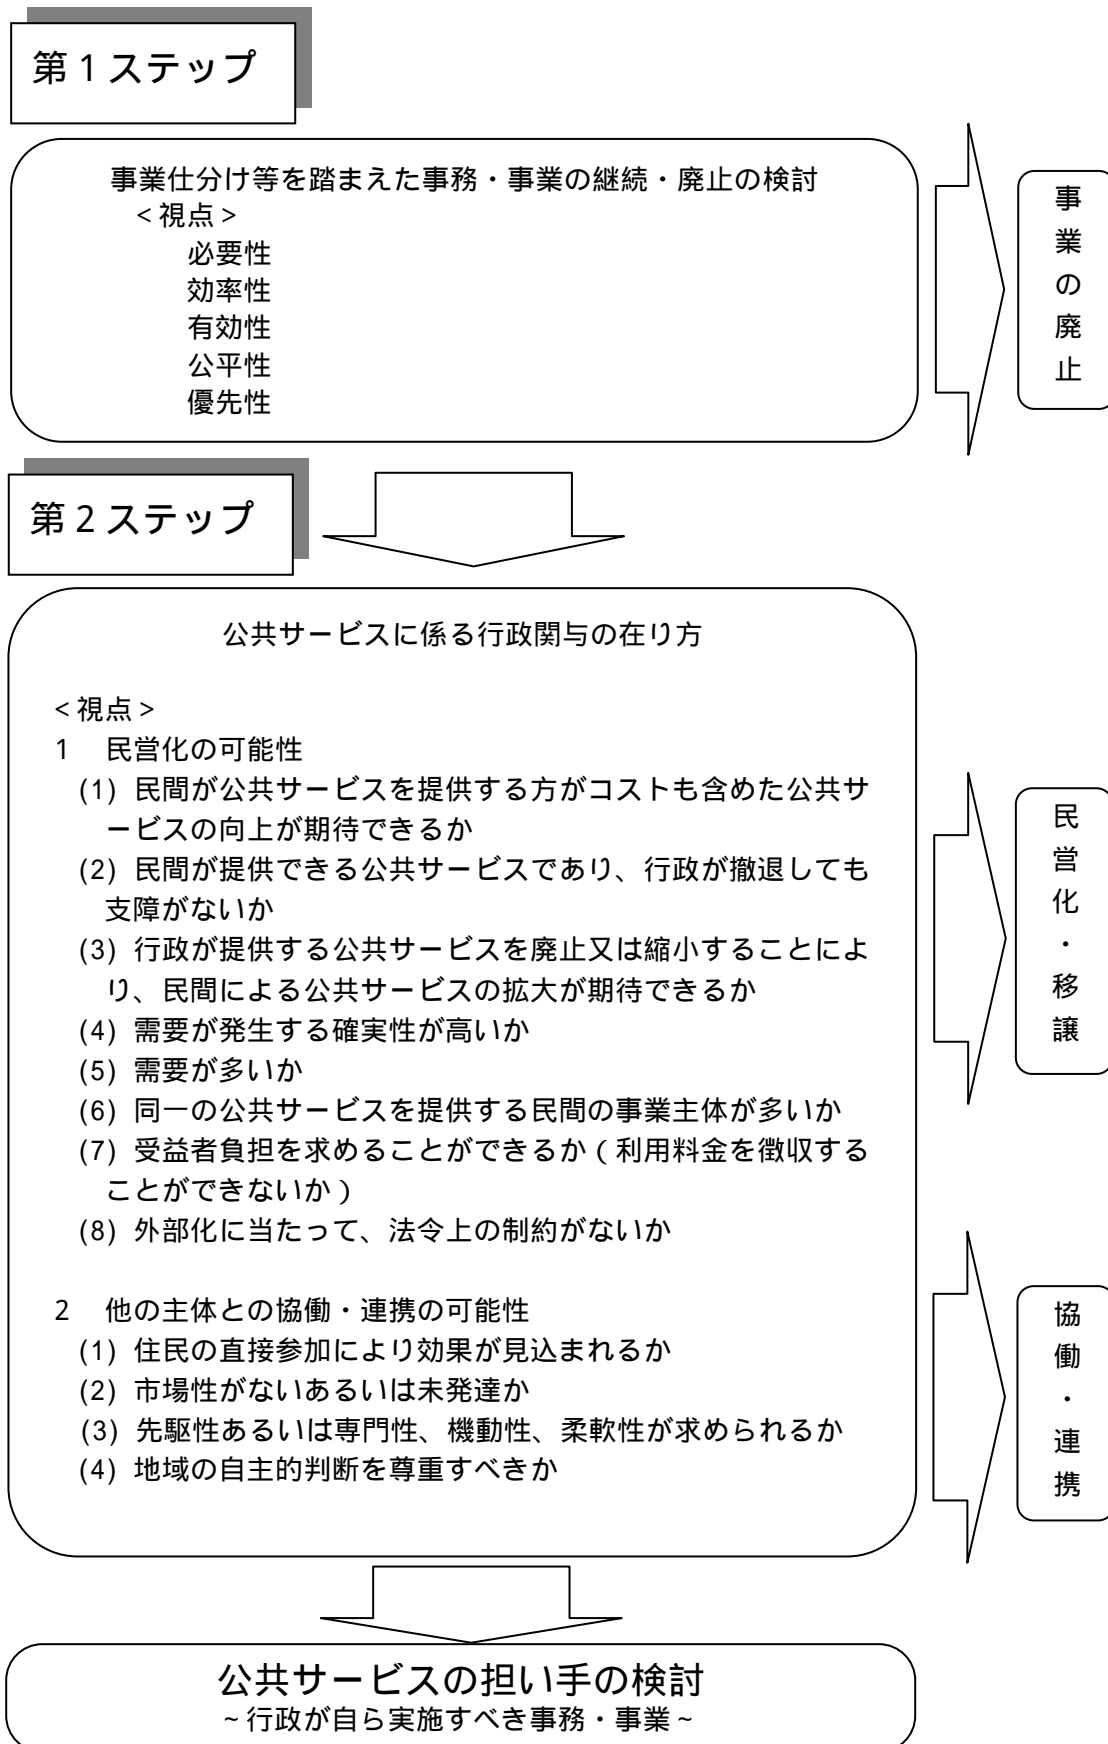 第1ステップ
事業仕分け等を踏まえた事務・事業の継続・廃止の検討
<視点>
必要性
効率性
有効性
公平性
優先性
事業の廃止
第2ステップ
公共サービスに係る行政関与の在り方
<視点>
1 民営化の可能性
(1) 民間が公共サービスを提供する方がコストも含めた公共サ
ービスの向上が期待できるか
(2) 民間が提供できる公共サービスであり、行政が撤退しても
支障がないか
(3) 行政が提供する公共サービスを廃止又は縮小することによ
り、民間による公共サービスの拡大が期待できるか
(4) 需要が発生する確実性が高いか
(5) 需要が多いか
(6) 同一の公共サービスを提供する民間の事業主体が多いか
(7) 受益者負担を求めることができるか(利用料金を徴収する
ことができないか)
(8) 外部化に当たって、法令上の制約がないか
民営化・移譲
2 他の主体との協働・連携の可能性
(1) 住民の直接参加により効果が見込まれるか
(2) 市場性がないあるいは未発達か
(3) 先駆性あるいは専門性、機動性、柔軟性が求められるか
(4) 地域の自主的判断を尊重すべきか
協働・連携
公共サービスの担い手の検討
~行政が自ら実施すべき事務・事業~